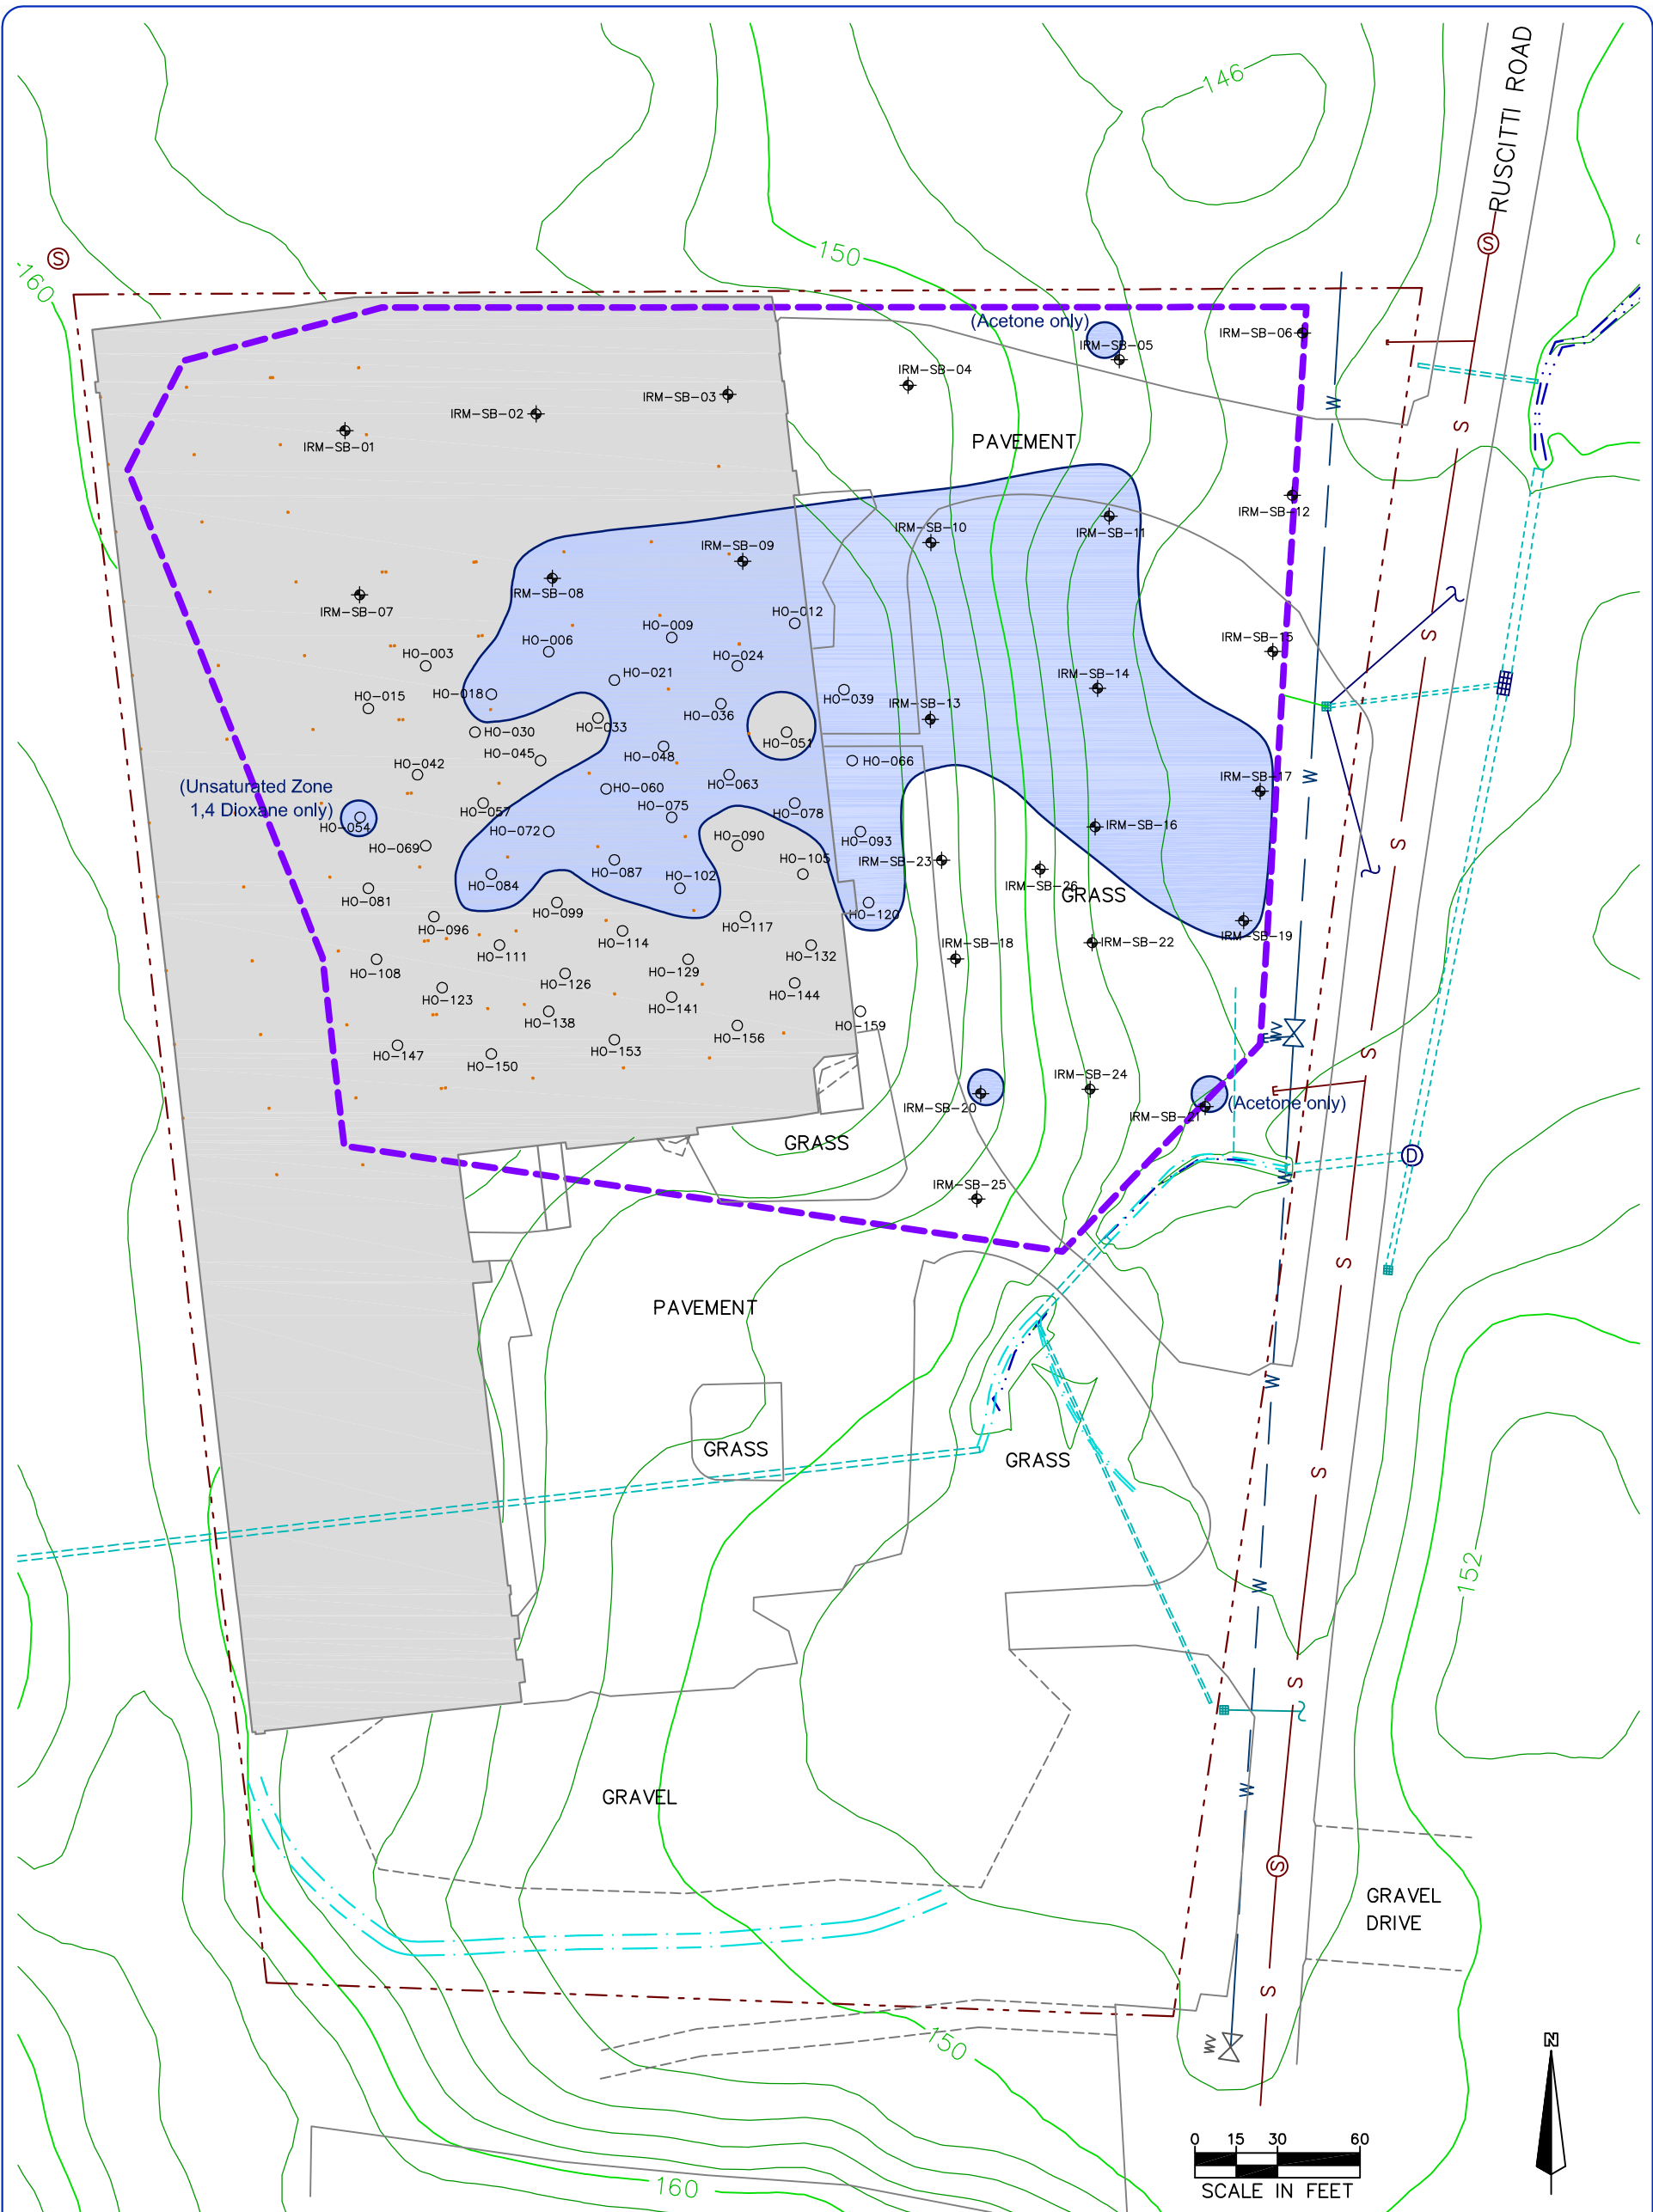 RUSCITTI ROAD
146
150
160
S
S
(Acetone only)
IRM-SB-05
IRM-SB-06
IRM-SB-04
IRM-SB-03
IRM-SB-02
IRM-SB-01
W
S
PAVEMENT
IRM-SB-12
IRM-SB-11
IRM-SB-10
IRM-SB-09
IRM-SB-08
IRM-SB-07
HO-012
HO-009
HO-006
HO-003
HO-024
HO-021
HO-018
HO-015
IRM-SB-15
S
IRM-SB-14
IRM-SB-13
HO-039
HO-036
HO-033
HO-030
HO-051
HO-048
HO-045
HO-042
HO-066
HO-063
HO-060
HO-057
(Unsaturated Zone
1,4 Dioxane only)
HO-054
IRM-SB-17
W
IRM-SB-16
HO-078
HO-075
HO-072
HO-069
HO-093
HO-090
HO-087
HO-084
HO-081
S
IRM-SB-23
IRM-SB-26
GRASS
HO-105
HO-102
HO-099
HO-096
HO-120
HO-117
HO-114
HO-111
HO-108
IRM-SB-19
IRM-SB-22
IRM-SB-18
HO-132
HO-129
HO-126
HO-123
HO-144
HO-141
HO-138
HO-159
HO-156
HO-153
HO-150
HO-147
W
S
IRM-SB-24
IRM-SB-20
IRM-SB-21
(Acetone only)
GRASS
D
W
IRM-SB-25
S
PAVEMENT
W
GRASS
GRASS
S
152
W
S
W
GRAVEL
S
GRAVEL
DRIVE
S
W
150
N
0 15 30 60
SCALE IN FEET
160